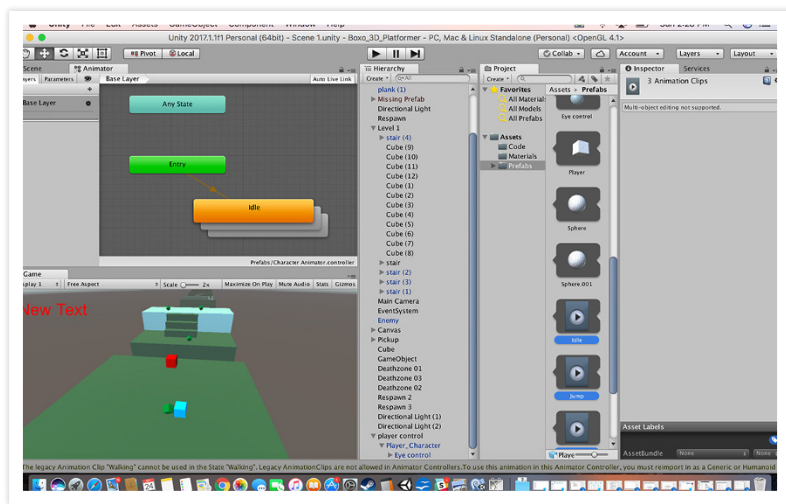 Unity File Edit Assets GameObject Component Window Help
Sun 2:28 PM
Unity 2017.1.1f1 Personal (64bit) - Scene 1.unity - Boxo_3D_Platformer - PC, Mac & Linux Standalone (Personal) <OpenGL 4.1>
Pivot Local Collab Account Layers Layout
Scene Animator
ayers Parameters Base Layer Auto Live Link
Base Layer
Any State
Entry
Idle
Prefabs/Character Animator.controller
Game
splay 1 Free Aspect Scale 2x Maximize On Play Mute Audio Stats Gizmos
New Text
Hierarchy
Create All
plank (1)
Missing Prefab
Directional Light
Respawn
Level 1
stair (4)
Cube (9)
Cube (10)
Cube (11)
Cube (12)
Cube (1)
Cube (2)
Cube (3)
Cube (4)
Cube (5)
Cube (6)
Cube (7)
Cube (8)
stair
stair (2)
stair (3)
stair (1)
Main Camera
EventSystem
Enemy
Canvas
Pickup
Cube
GameObject
Deathzone 01
Deathzone 03
Deathzone 02
Respawn 2
Respawn 3
Directional Light (1)
Directional Light (2)
player control
Player_Character
Eye control
Project
Create
Favorites
All Material
All Models
All Prefabs
Assets
Code
Materials
Prefabs
Assets Prefabs
Eye control
Player
Sphere
Sphere.001
Idle
Jump
Playe
Inspector Services
3 Animation Clips
Multi-object editing not supported.
Asset Labels
AssetBundle None None
The legacy Animation Clip "Walking" cannot be used in the State "Walking". Legacy AnimationClips are not allowed in Animator Controllers.To use this animation in this Animator Controller, you must reimport in as a Generic or Humanoid